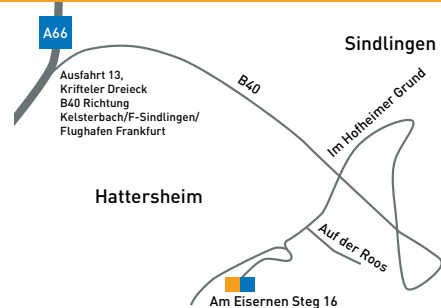 A66
Sindlingen
Ausfahrt 13,
Krifteler Dreieck
B40 Richtung
Kelsterbach/F-Sindlingen/
Flughafen Frankfurt
B40
Im Hofheimer Grund
Hattersheim
Auf der Roos
Am Eisernen Steg 16